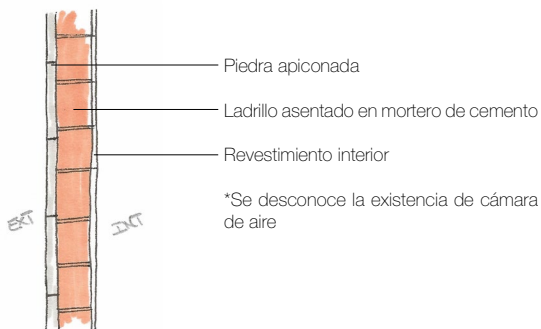 Piedra apiconada
Ladrillo asentado en mortero de cemento
Revestimiento interior
*Se desconoce la existencia de cámara
de aire
EXT
INT